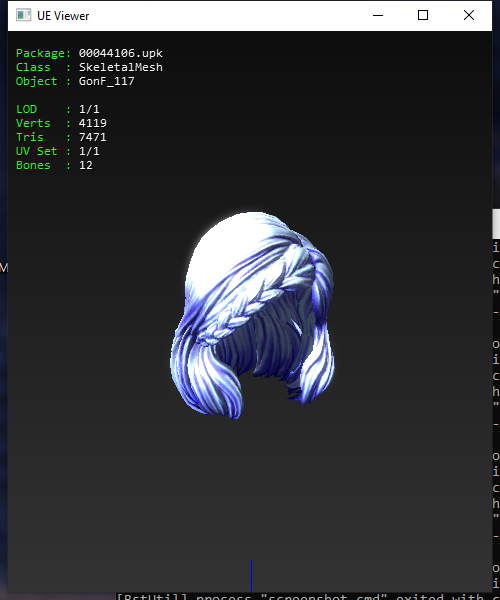 UE Viewer
Package: 00044106.upk
Class  : SkeletalMesh
Object : GonF_117
LOD    : 1/1
Verts  : 4119
Tris   : 7471
UV Set : 1/1
Bones  : 12
M
i
c
h
"
-
o
i
c
h
"
-
o
i
c
h
"
-
o
i
[BstUtil] process "screenshot.cmd" exited with c